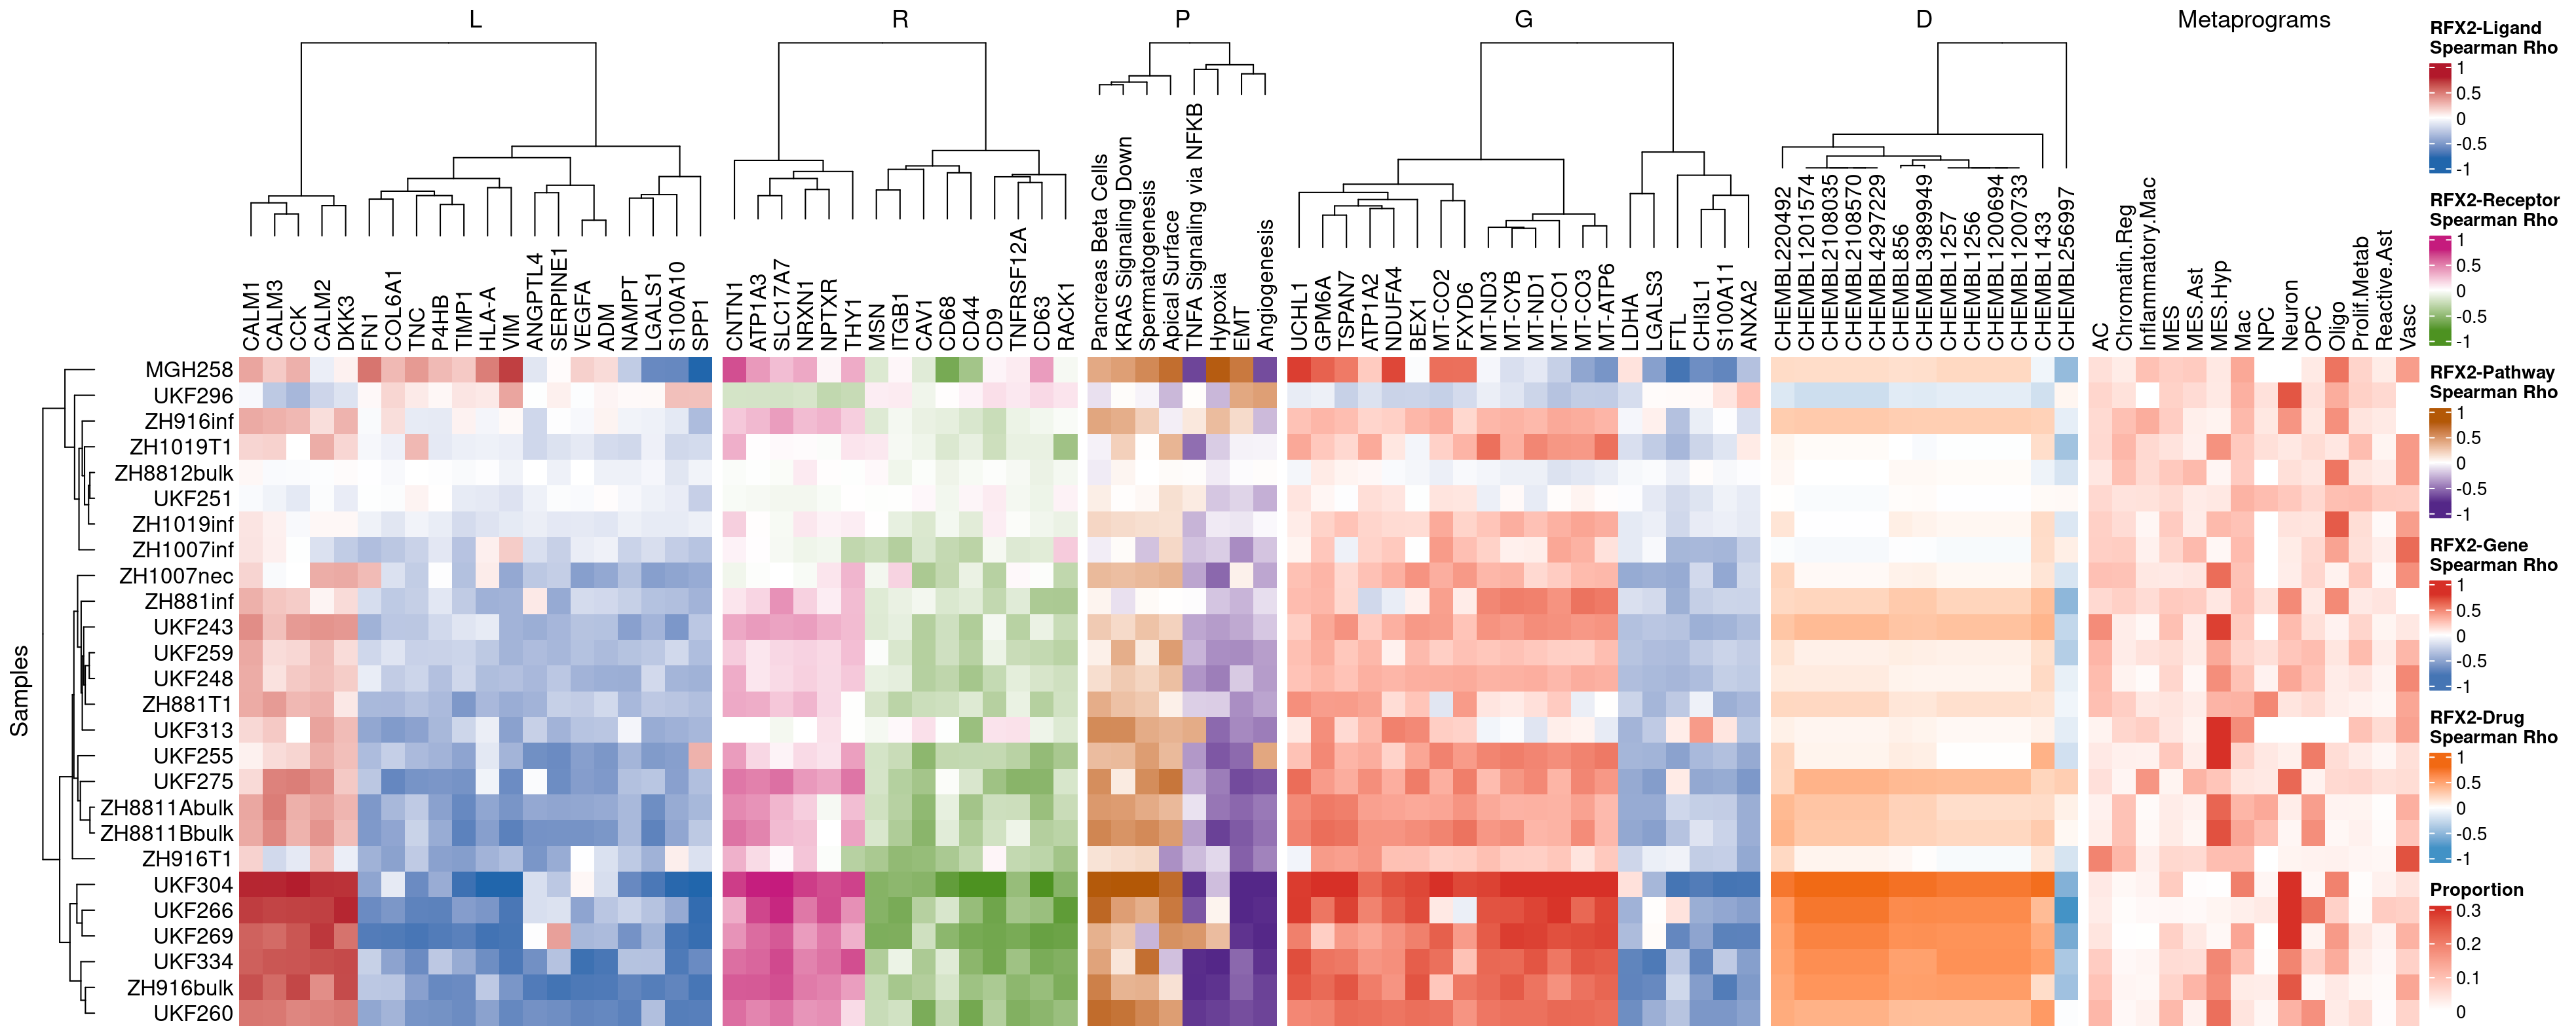 L
R
P
G
D
Metaprograms
CALM1
CALM3
CCK
CALM2
DKK3
FN1
COL6A1
TNC
P4HB
TIMP1
HLA-A
VIM
ANGPTL4
SERPINE1
VEGFA
ADM
NAMPT
LGALS1
S100A10
SPP1
CNTN1
ATP1A3
SLC17A7
NRXN1
NPTXR
THY1
MSN
ITGB1
CAV1
CD68
CD44
CD9
TNFRSF12A
CD63
RACK1
Pancreas Beta Cells
KRAS Signaling Down
Spermatogenesis
Apical Surface
TNFA Signaling via NFKB
Hypoxia
EMT
Angiogenesis
UCHL1
GPM6A
TSPAN7
ATP1A2
NDUFA4
BEX1
MT-CO2
FXYD6
MT-ND3
MT-CYB
MT-ND1
MT-CO1
MT-CO3
MT-ATP6
LDHA
LGALS3
FTL
CHI3L1
S100A11
ANXA2
CHEMBL220492
CHEMBL1201574
CHEMBL2108035
CHEMBL2108570
CHEMBL4297229
CHEMBL856
CHEMBL3989949
CHEMBL1257
CHEMBL1256
CHEMBL1200694
CHEMBL1200733
CHEMBL1433
CHEMBL256997
AC
Chromatin.Reg
Inflammatory.Mac
MES
MES.Ast
MES.Hyp
Mac
NPC
Neuron
OPC
Oligo
Prolif.Metab
Reactive.Ast
Vasc
Samples
MGH258
UKF296
ZH916inf
ZH1019T1
ZH8812bulk
UKF251
ZH1019inf
ZH1007inf
ZH1007nec
ZH881inf
UKF243
UKF259
UKF248
ZH881T1
UKF313
UKF255
UKF275
ZH8811Abulk
ZH8811Bbulk
ZH916T1
UKF304
UKF266
UKF269
UKF334
ZH916bulk
UKF260
RFX2-Ligand
Spearman Rho
1
0.5
0
-0.5
-1
RFX2-Receptor
Spearman Rho
1
0.5
0
-0.5
-1
RFX2-Pathway
Spearman Rho
1
0.5
0
-0.5
-1
RFX2-Gene
Spearman Rho
1
0.5
0
-0.5
-1
RFX2-Drug
Spearman Rho
1
0.5
0
-0.5
-1
Proportion
0.3
0.2
0.1
0